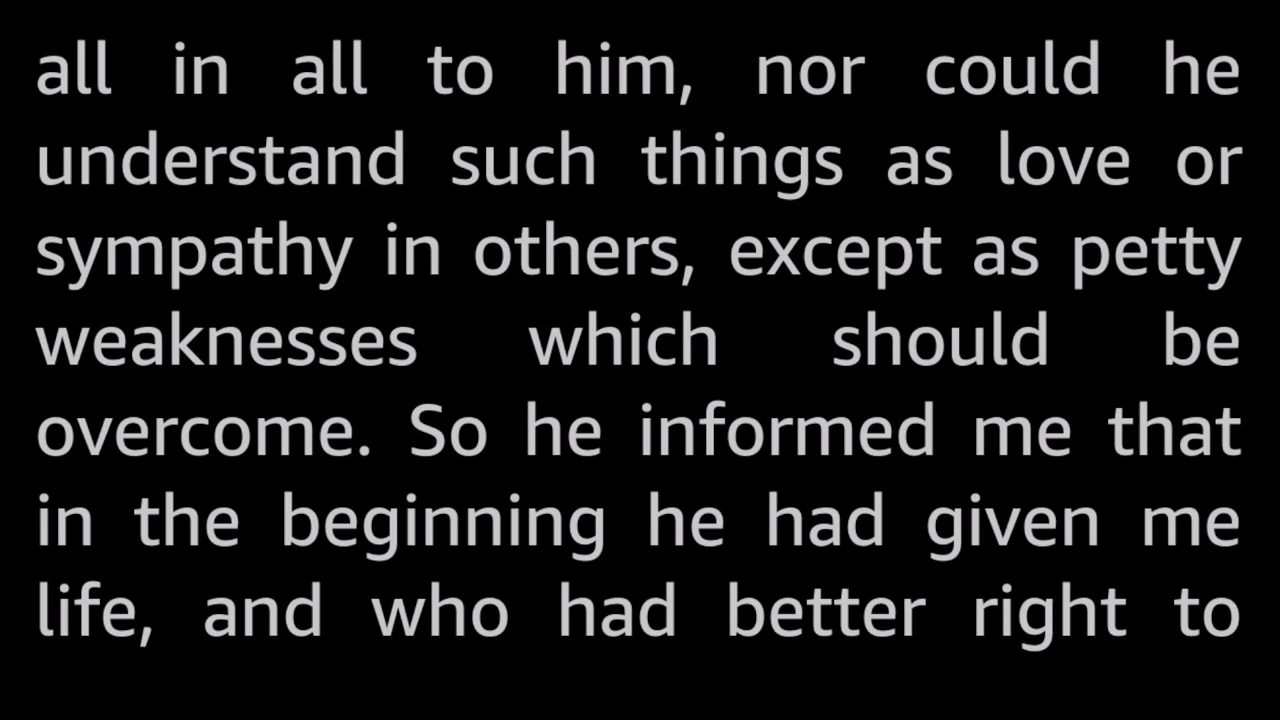 all in all to him, nor could he
understand such things as love or
sympathy in others, except as petty
weaknesses which should be
overcome. So he informed me that
in the beginning he had given me
life, and who had better right to